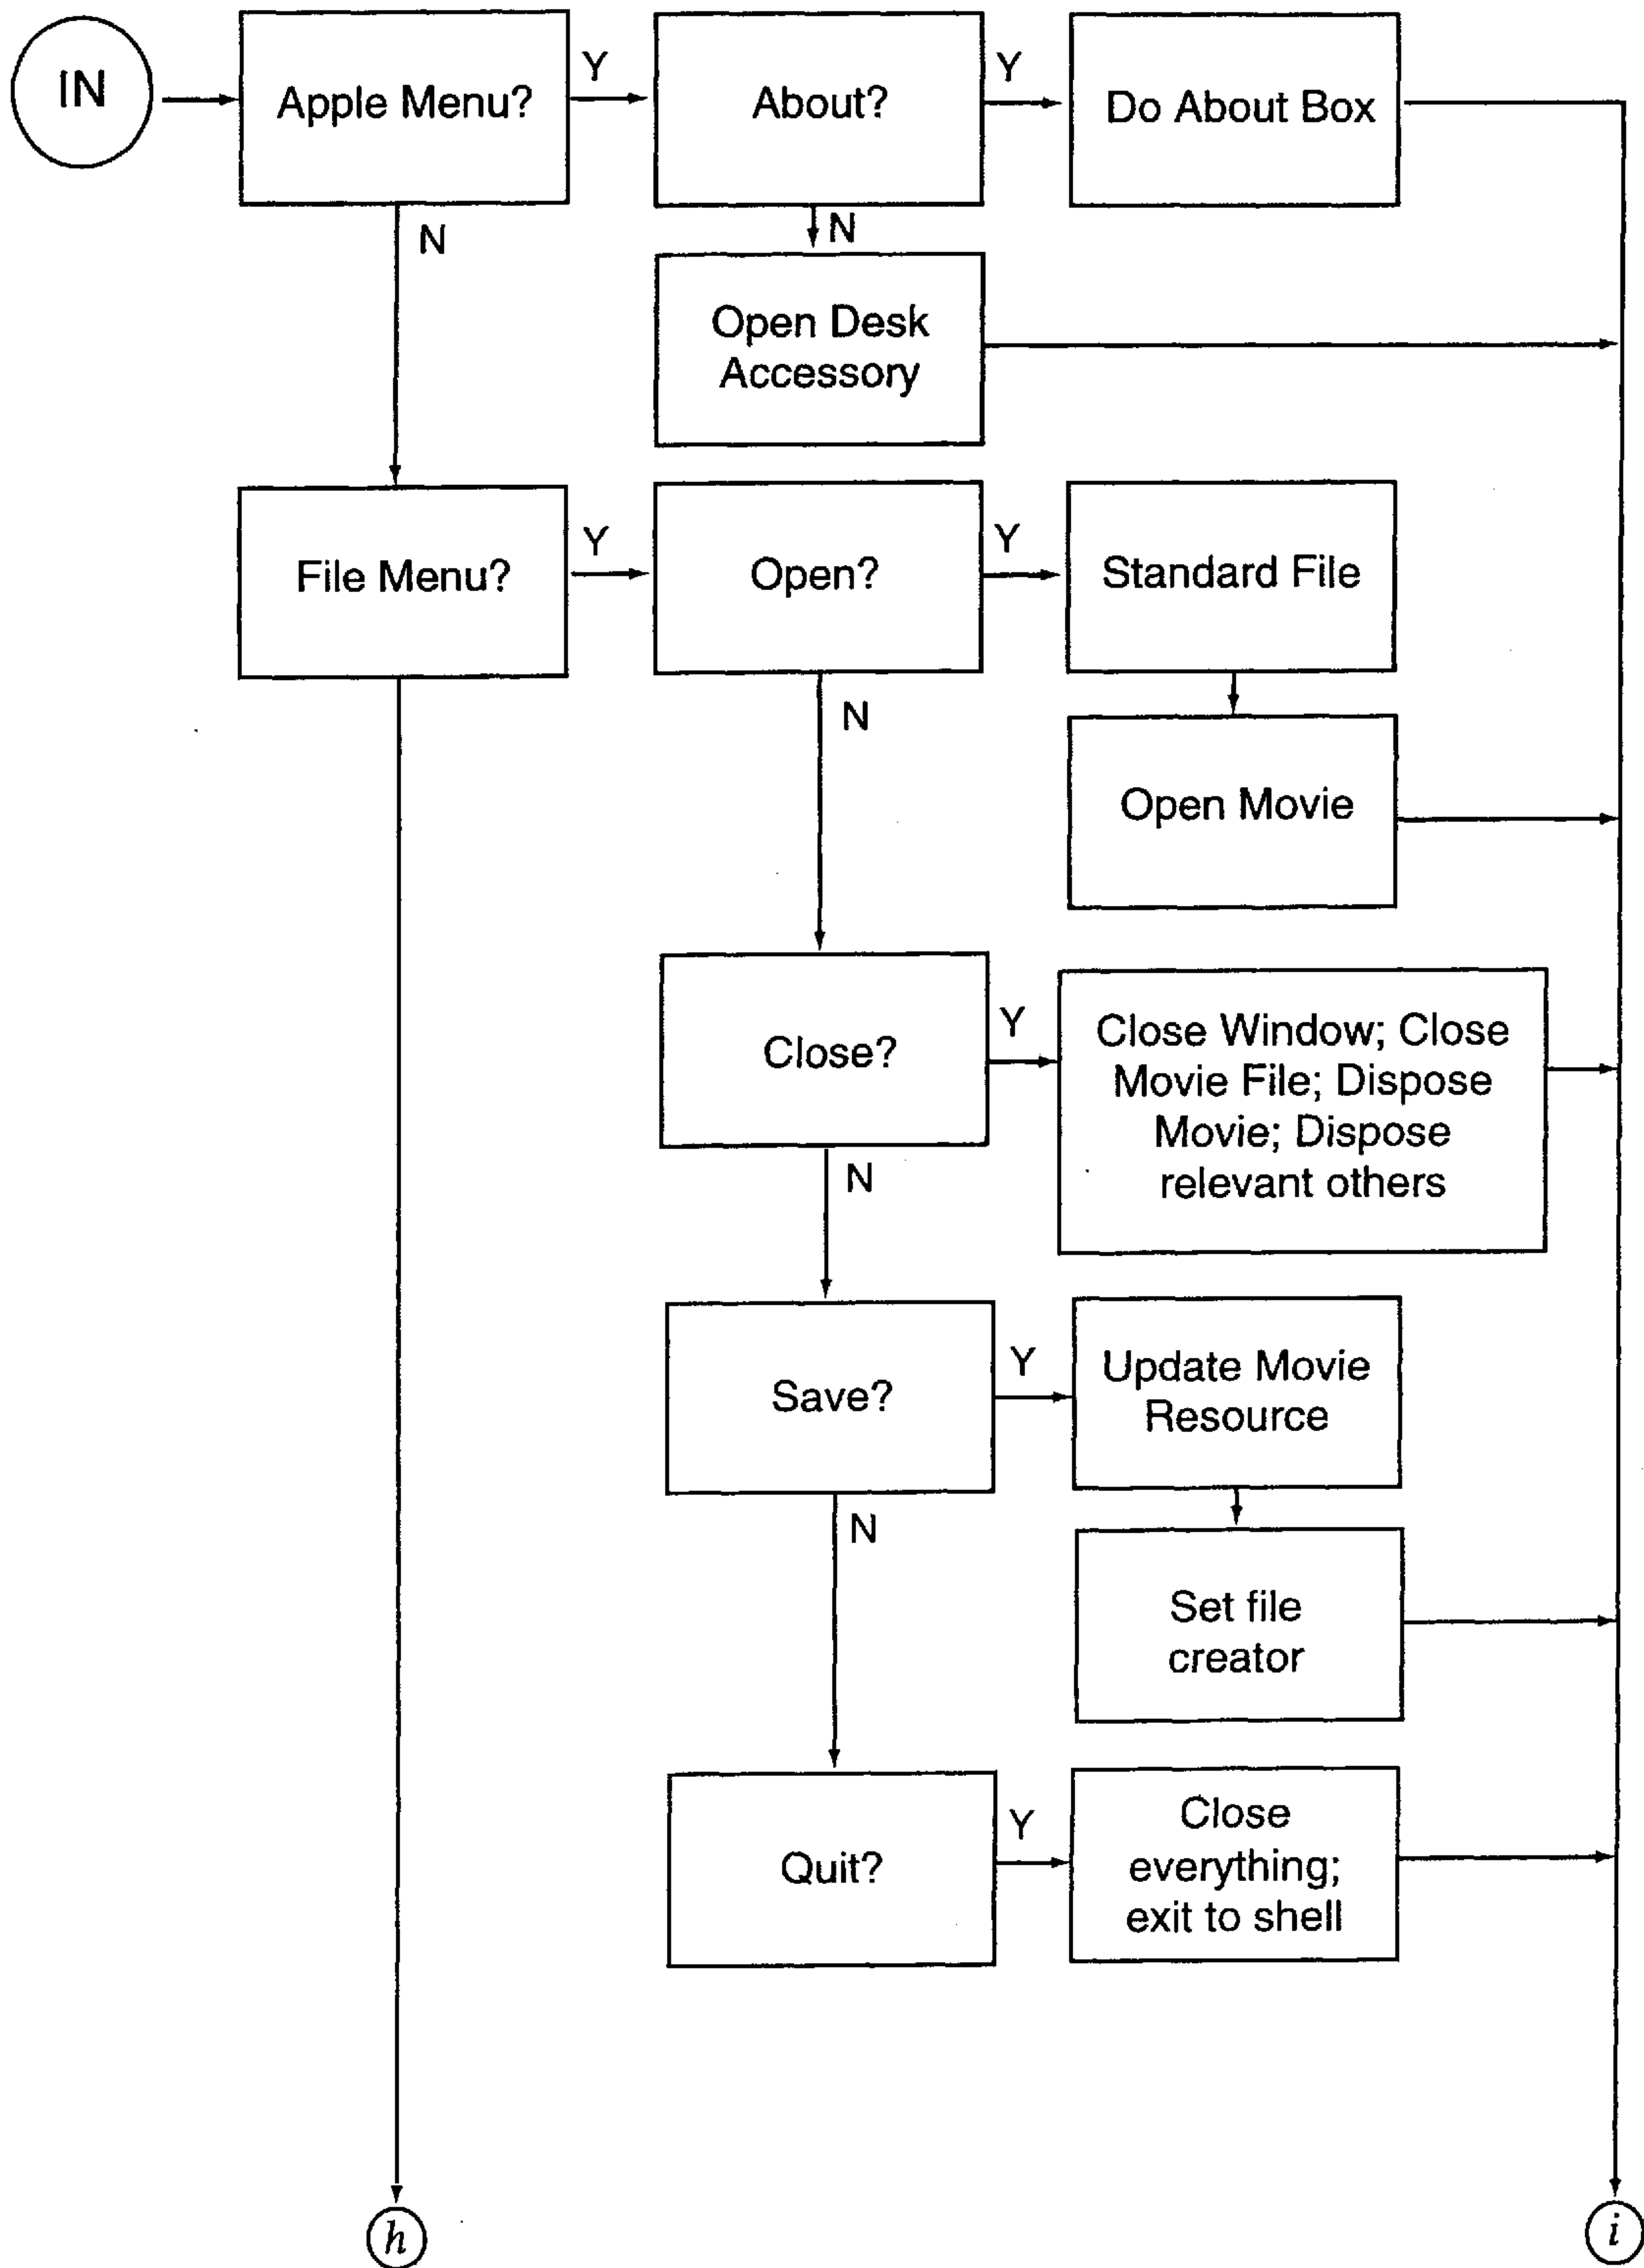 IN
Apple Menu?
Y
About?
Y
Do About Box
N
N
Open Desk
Accessory
File Menu?
Y
Open?
Y
Standard File
N
Open Movie
Close?
Y
Close Window; Close
Movie File; Dispose
Movie; Dispose
relevant others
N
Save?
Y
Update Movie
Resource
N
Set file
creator
Quit?
Y
Close
everything;
exit to shell
h
i